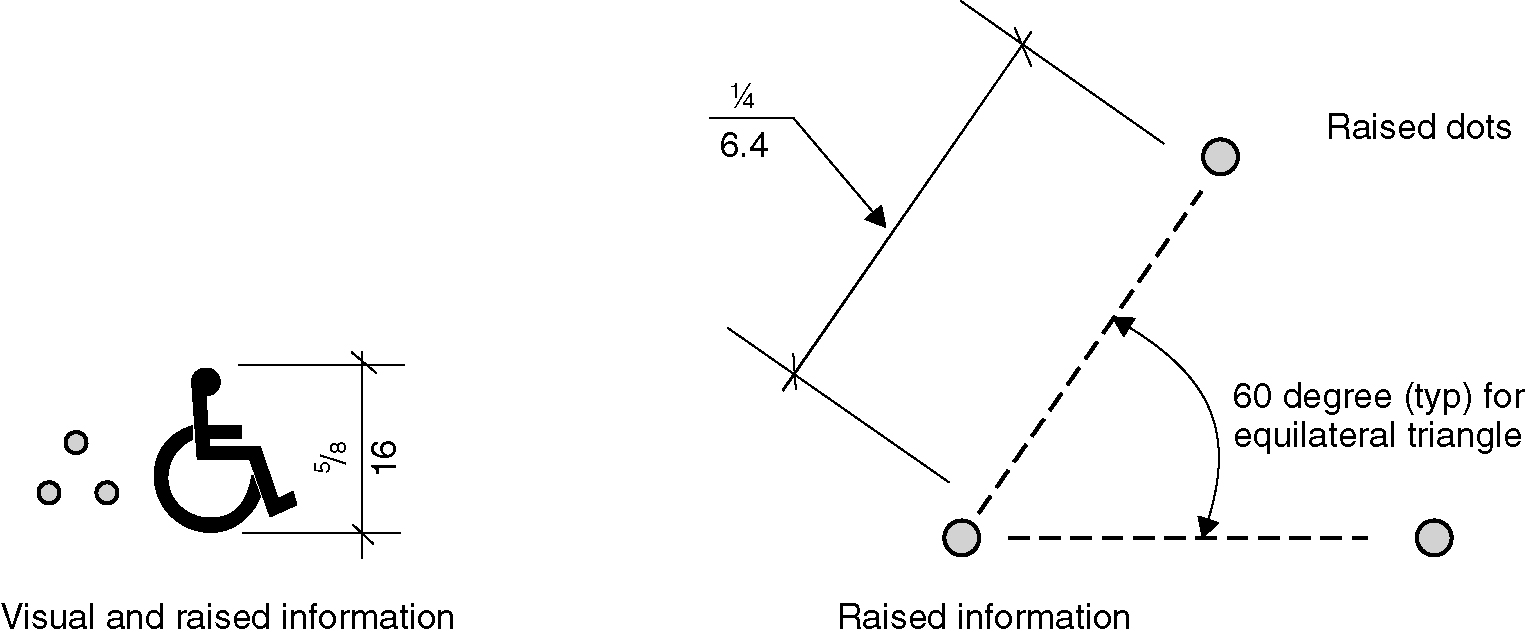 ¼
6.4
Raised dots
60 degree (typ) for
equilateral triangle
5/8
16
Visual and raised information
Raised information